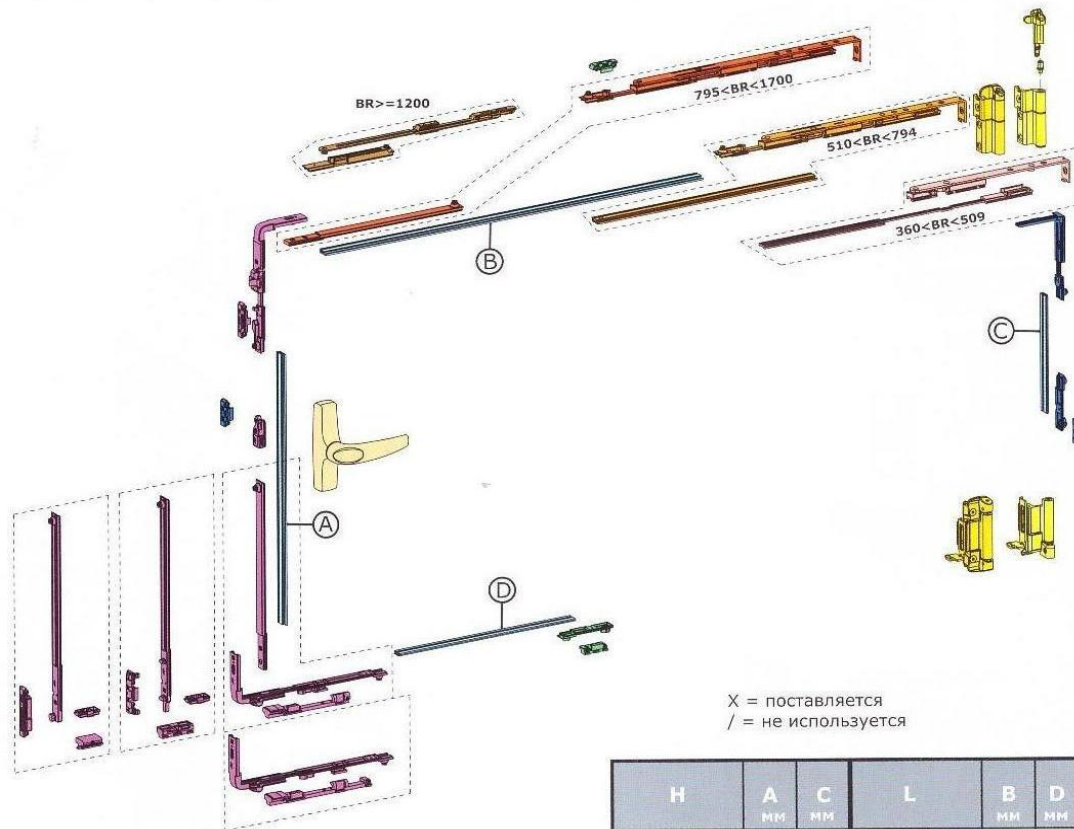 BR>=1200
795<BR<1700
510<BR<794
360<BR<509
B
C
A
D
X = поставляется
/ = не используется
H A мм C мм L B мм D мм